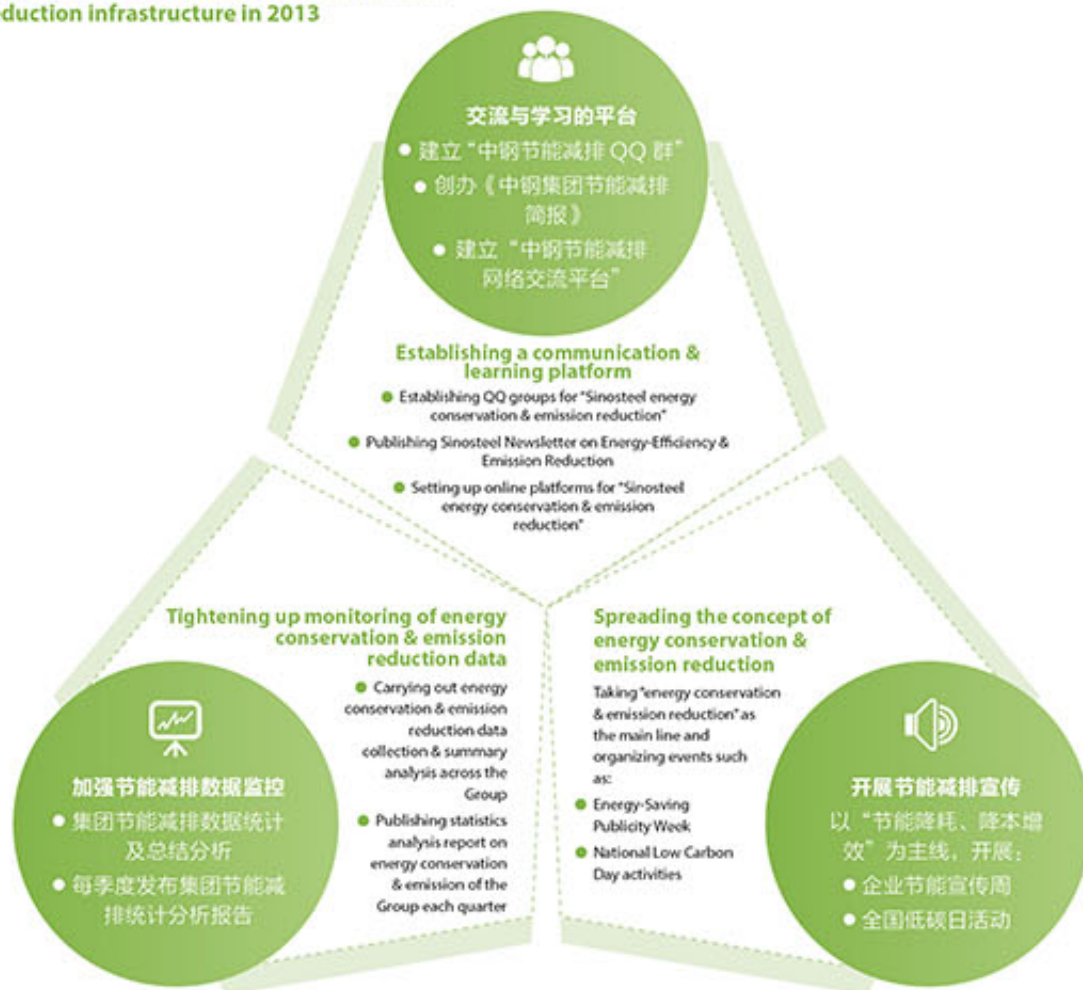 duction infrastructure in 2013
交流与学习的平台
● 建立“中钢节能减排 QQ 群”
● 创办《中钢集团节能减排
简报》
● 建立“中钢节能减排
网络交流平台”
Establishing a communication &
learning platform
● Establishing QQ groups for "Sinosteel energy
conservation & emission reduction"
● Publishing Sinosteel Newsletter on Energy-Efficiency &
Emission Reduction
● Setting up online platforms for "Sinosteel
energy conservation & emission
reduction"
Tightening up monitoring of energy
conservation & emission
reduction data
● Carrying out energy
conservation & emission
reduction data
collection & summary
analysis across the
Group
● Publishing statistics
analysis report on
energy conservation
& emission of the
Group each quarter
加强节能减排数据监控
● 集团节能减排数据统计
及总结分析
● 每季度发布集团节能减
排统计分析报告
Spreading the concept of
energy conservation &
emission reduction
Taking "energy conservation
& emission reduction" as
the main line and
organizing events such
as:
● Energy-Saving
Publicity Week
● National Low Carbon
Day activities
开展节能减排宣传
以“节能降耗、降本增
效”为主线，开展：
● 企业节能宣传周
● 全国低碳日活动